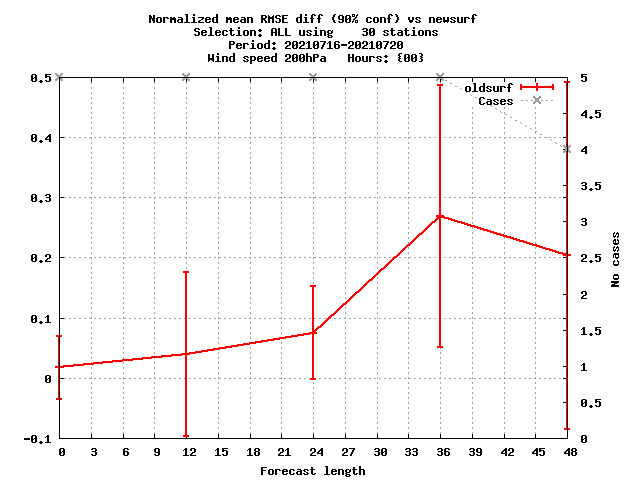 Normalized mean RMSE diff (90% conf) vs newsurf
Selection: ALL using    30 stations
Period: 20210716-20210720
Wind speed 200hPa   Hours: {00}
oldsurf
Cases
0.5
0.4
0.3
0.2
0.1
0
-0.1
5
4.5
4
3.5
3
2.5
2
1.5
1
0.5
0
No cases
0 3 6 9 12 15 18 21 24 27 30 33 36 39 42 45 48
Forecast length